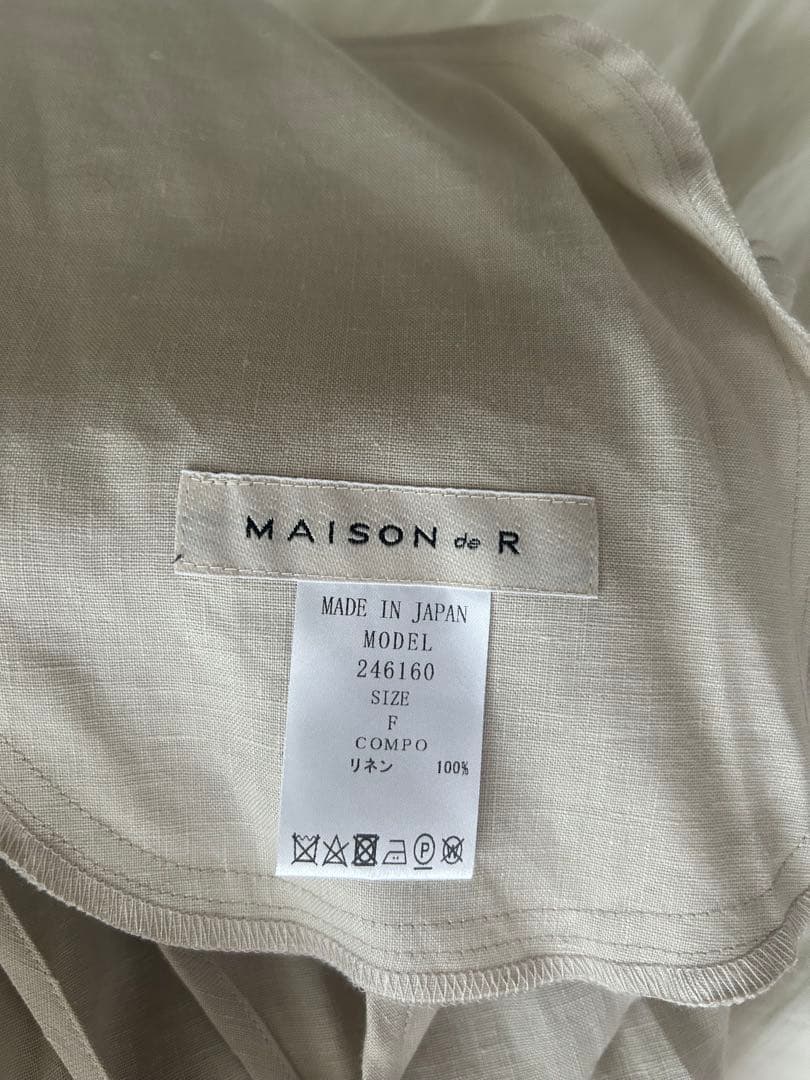 MAISON de R
MADE IN JAPAN
MODEL
246160
SIZE
F
COMPO
リネン 100%
P W